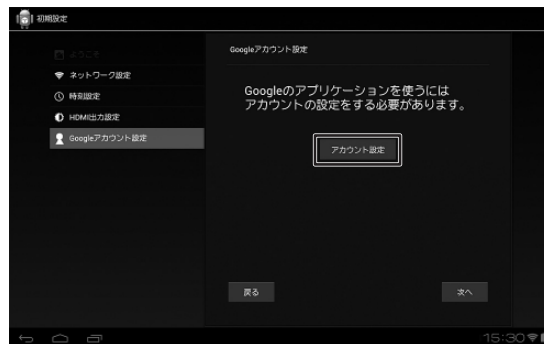 初期設定
ようこそ
ネットワーク設定
時刻設定
HDMI出力設定
Googleアカウント設定
Googleアカウント設定
Googleのアプリケーションを使うには
アカウントの設定をする必要があります。
アカウント設定
戻る
次へ
15:30